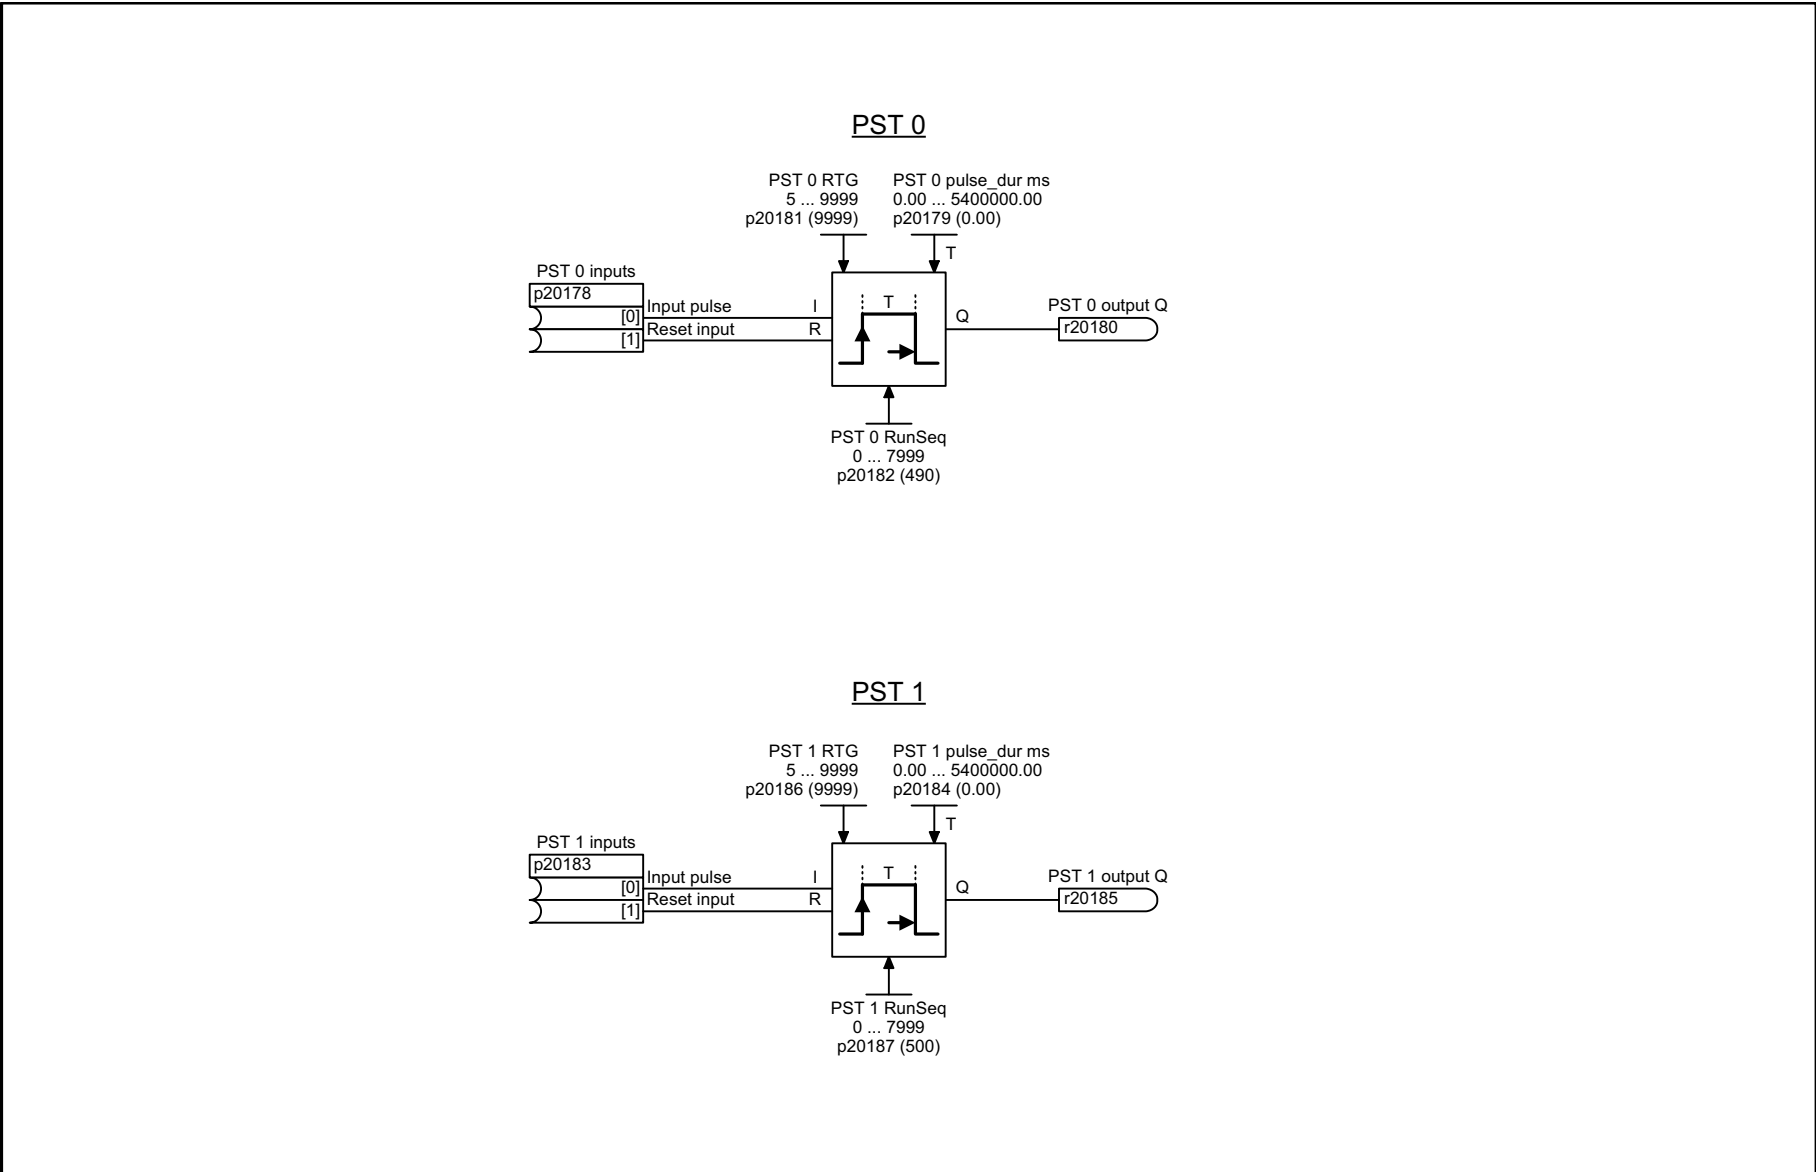 PST 0
PST 0 RTG
5 ... 9999
p20181 (9999)
PST 0 pulse_dur ms
0.00 ... 5400000.00
p20179 (0.00)
T
PST 0 inputs
p20178
[0]
[1]
Input pulse
Reset input
I
R
T
Q
PST 0 output Q
r20180
PST 0 RunSeq
0 ... 7999
p20182 (490)
PST 1
PST 1 RTG
5 ... 9999
p20186 (9999)
PST 1 pulse_dur ms
0.00 ... 5400000.00
p20184 (0.00)
T
PST 1 inputs
p20183
[0]
[1]
Input pulse
Reset input
I
R
T
Q
PST 1 output Q
r20185
PST 1 RunSeq
0 ... 7999
p20187 (500)